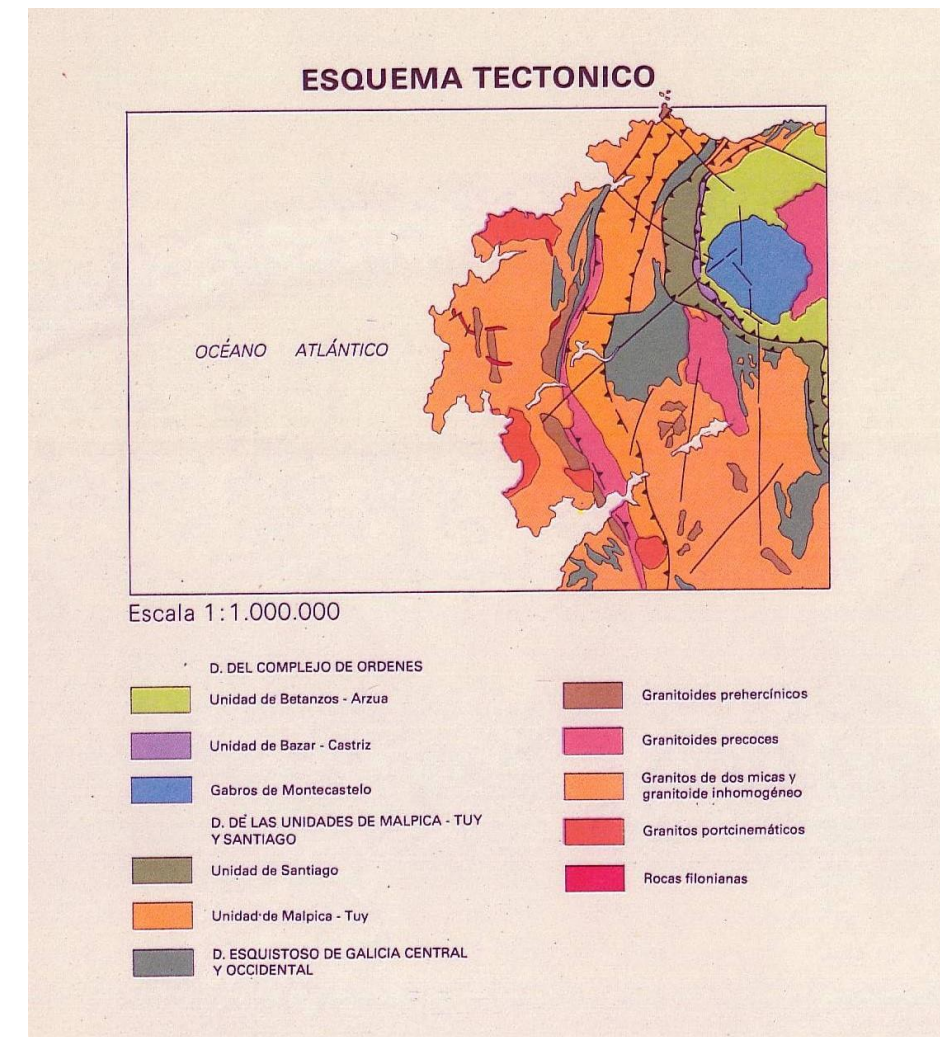 ESQUEMA TECTONICO
OCÉANO ATLÁNTICO
Escala 1:1.000.000
D. DEL COMPLEJO DE ORDENES
Unidad de Betanzos - Arzua
Unidad de Bazar - Castriz
Gabros de Montecastelo
D. DE LAS UNIDADES DE MALPICA - TUY
Y SANTIAGO
Unidad de Santiago
Unidad de Malpica - Tuy
D. ESQUISTOSO DE GALICIA CENTRAL
Y OCCIDENTAL
Granitoides prehercínicos
Granitoides precoces
Granitos de dos micas y
granitoide inhomogéneo
Granitos portcinemáticos
Rocas filonianas